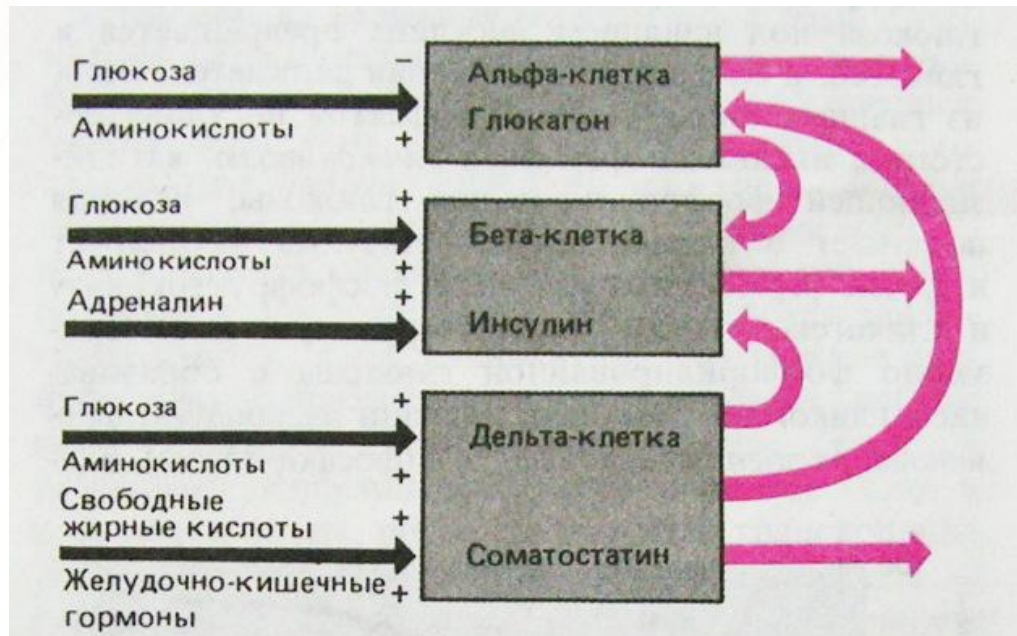 Глюкоза
−
Аминокислоты
+
Альфа-клетка
Глюкагон
Глюкоза
+
Аминокислоты
+
Адреналин
+
+
Бета-клетка
Инсулин
Глюкоза
+
Аминокислоты
+
Свободные
жирные кислоты
+
Желудочно-кишечные
+
гормоны
Дельта-клетка
Соматостатин